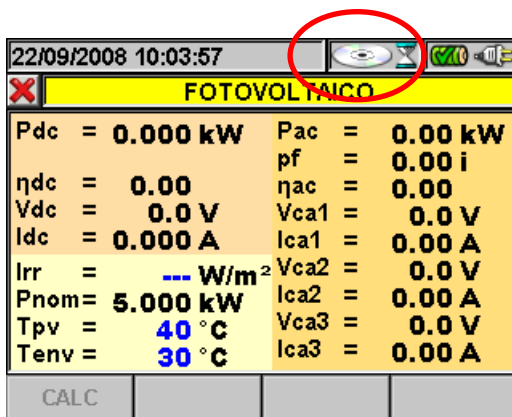 22/09/2008 10:03:57
FOTOVOLTAICO
Pdc = 0.000 kW
ηdc = 0.00
Vdc = 0.0 V
Idc = 0.000 A
Irr = --- W/m²
Pnom= 5.000 kW
Tpv = 40 °C
Tenv = 30 °C
Pac = 0.00 kW
pf = 0.00 i
ηac = 0.00
Vca1 = 0.0 V
Ica1 = 0.00 A
Vca2 = 0.0 V
Ica2 = 0.00 A
Vca3 = 0.0 V
Ica3 = 0.00 A
CALC